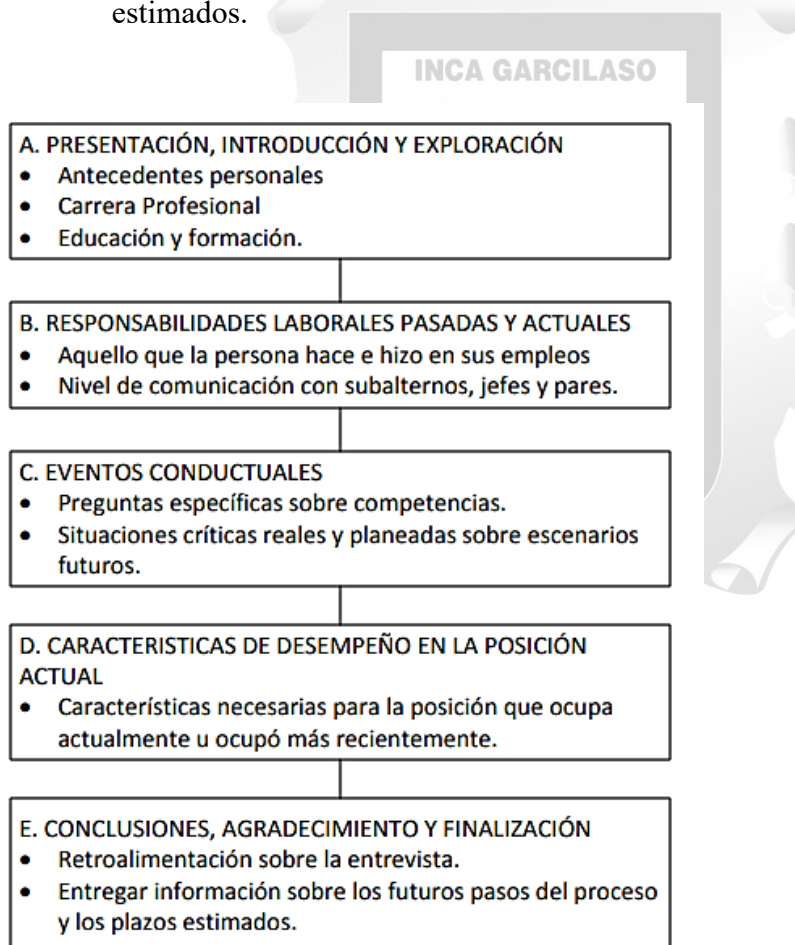 estimados.
INCA GARCILASO
A. PRESENTACIÓN, INTRODUCCIÓN Y EXPLORACIÓN
• Antecedentes personales
• Carrera Profesional
• Educación y formación.
B. RESPONSABILIDADES LABORALES PASADAS Y ACTUALES
• Aquello que la persona hace e hizo en sus empleos
• Nivel de comunicación con subalternos, jefes y pares.
C. EVENTOS CONDUCTUALES
• Preguntas específicas sobre competencias.
• Situaciones críticas reales y planeadas sobre escenarios
futuros.
D. CARACTERISTICAS DE DESEMPEÑO EN LA POSICIÓN
ACTUAL
• Características necesarias para la posición que ocupa
actualmente u ocupó más recientemente.
E. CONCLUSIONES, AGRADECIMIENTO Y FINALIZACIÓN
• Retroalimentación sobre la entrevista.
• Entregar información sobre los futuros pasos del proceso
y los plazos estimados.